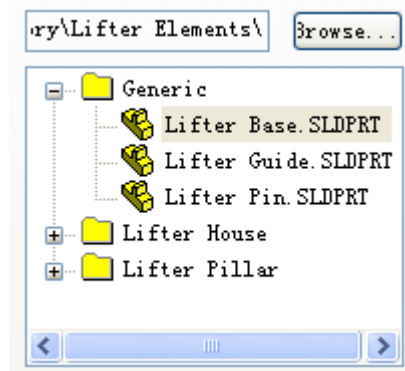 ry\Lifter Elements\ Browse...
Generic
Lifter Base.SLDPRT
Lifter Guide.SLDPRT
Lifter Pin.SLDPRT
Lifter House
Lifter Pillar